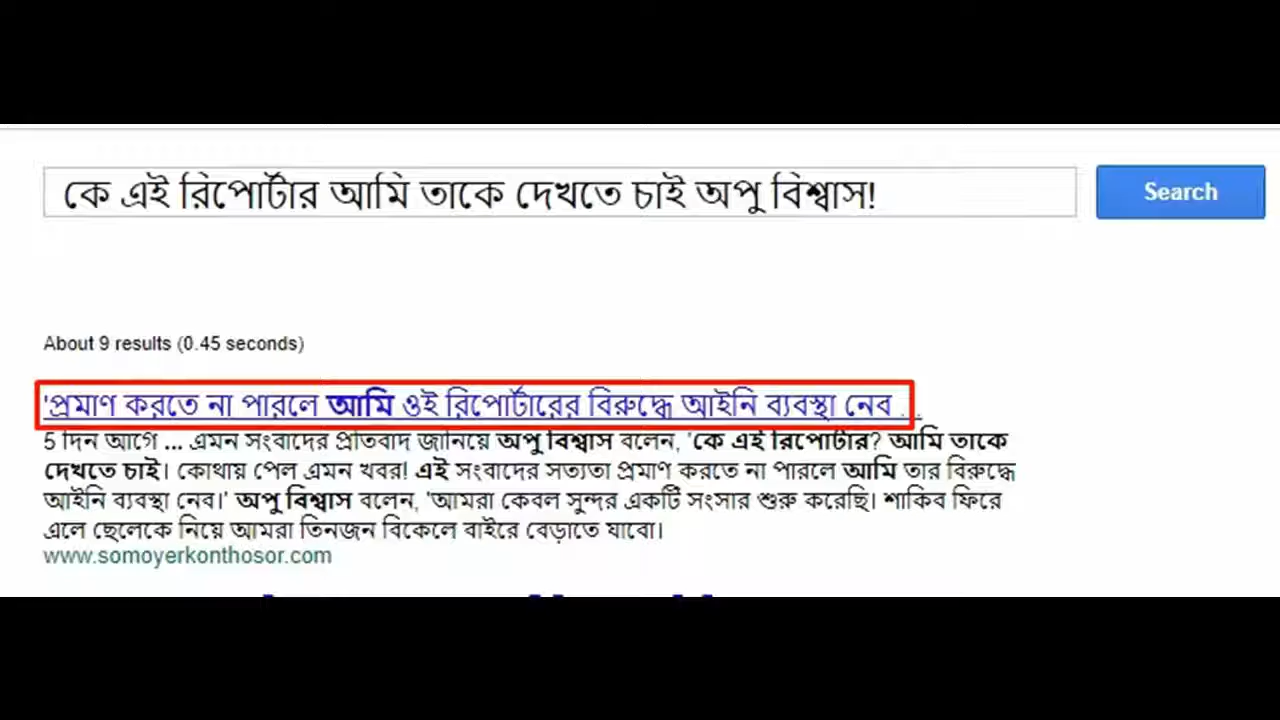 কে এই রিপোর্টার আমি তাকে দেখতে চাই অপু বিশ্বাস!
Search
About 9 results (0.45 seconds)
'প্রমাণ করতে না পারলে আমি ওই রিপোর্টারের বিরুদ্ধে আইনি ব্যবস্থা নেব ...
5 দিন আগে ... এমন সংবাদের প্রতিবাদ জানিয়ে অপু বিশ্বাস বলেন, 'কে এই রিপোর্টার? আমি তাকে
দেখতে চাই। কোথায় পেল এমন খবর! এই সংবাদের সত্যতা প্রমাণ করতে না পারলে আমি তার বিরুদ্ধে
আইনি ব্যবস্থা নেব।' অপু বিশ্বাস বলেন, 'আমরা কেবল সুন্দর একটি সংসার শুরু করেছি। শাকিব ফিরে
এলে ছেলেকে নিয়ে আমরা তিনজন বিকেলে বাইরে বেড়াতে যাবো।
www.somoyerkonthosor.com